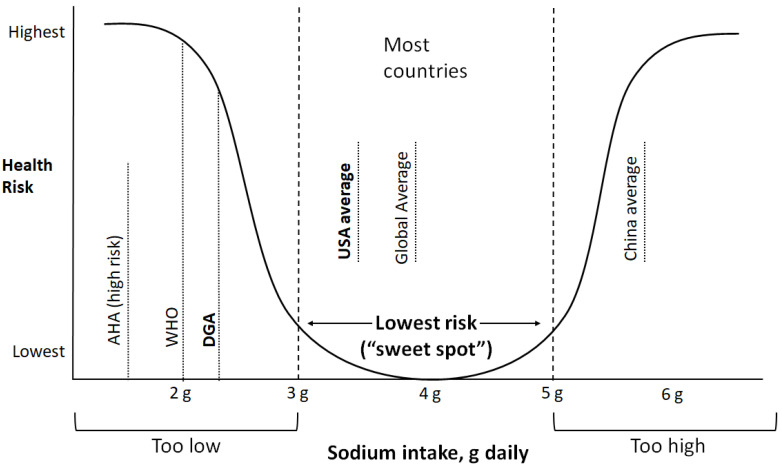 Highest
Most
countries
Health
Risk
AHA (high risk)
WHO
DGA
USA average
Global Average
China average
Lowest risk
(“sweet spot”)
Lowest
2 g
3 g
4 g
5 g
6 g
Too low
Sodium intake, g daily
Too high